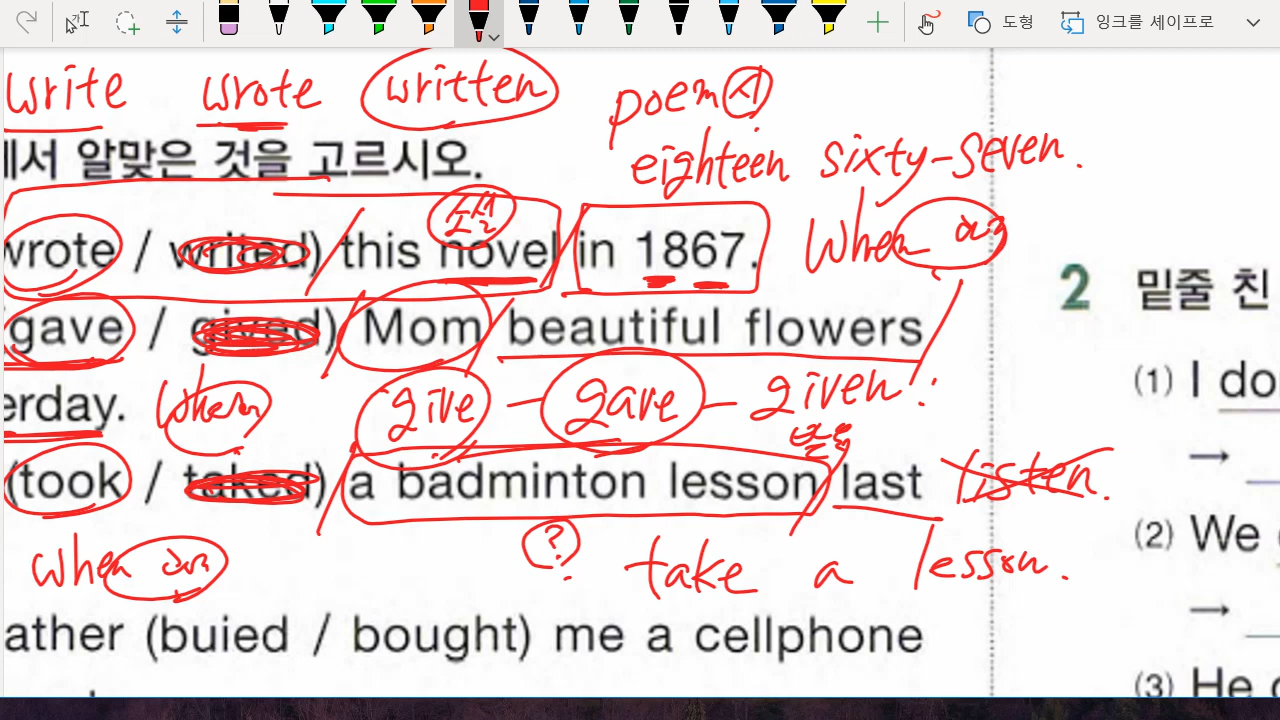 도형
잉크를 셰이프로
write wrote written poem 시
에서 알맞은 것을 고르시오.
eighteen sixty-seven.
소설
wrote / writed) this novel in 1867.
When
gave / gived) Mom beautiful flowers
erday. When give - gave - given.
(took / taked) a badminton lesson last listen.
when ? take a lesson.
ather (buied / bought) me a cellphone
2 밑줄 친
(1) I do
→
(2) We
→
(3) He